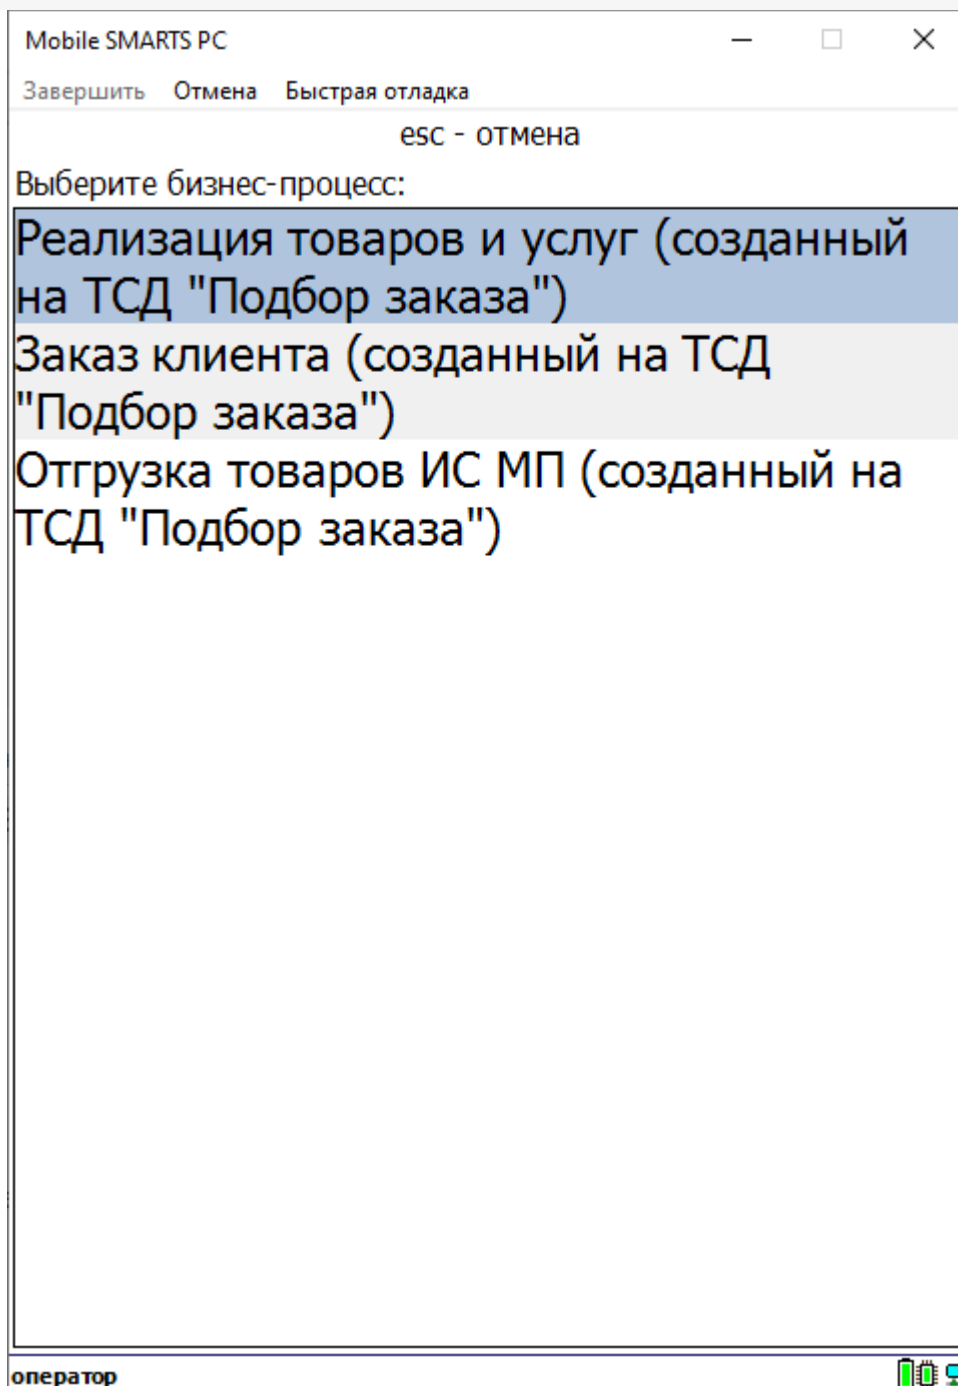 Mobile SMARTS PC
Завершить Отмена Быстрая отладка
esc - отмена
Выберите бизнес-процесс:
Реализация товаров и услуг (созданный
на ТСД "Подбор заказа")
Заказ клиента (созданный на ТСД
"Подбор заказа")
Отгрузка товаров ИС МП (созданный на
ТСД "Подбор заказа")
оператор